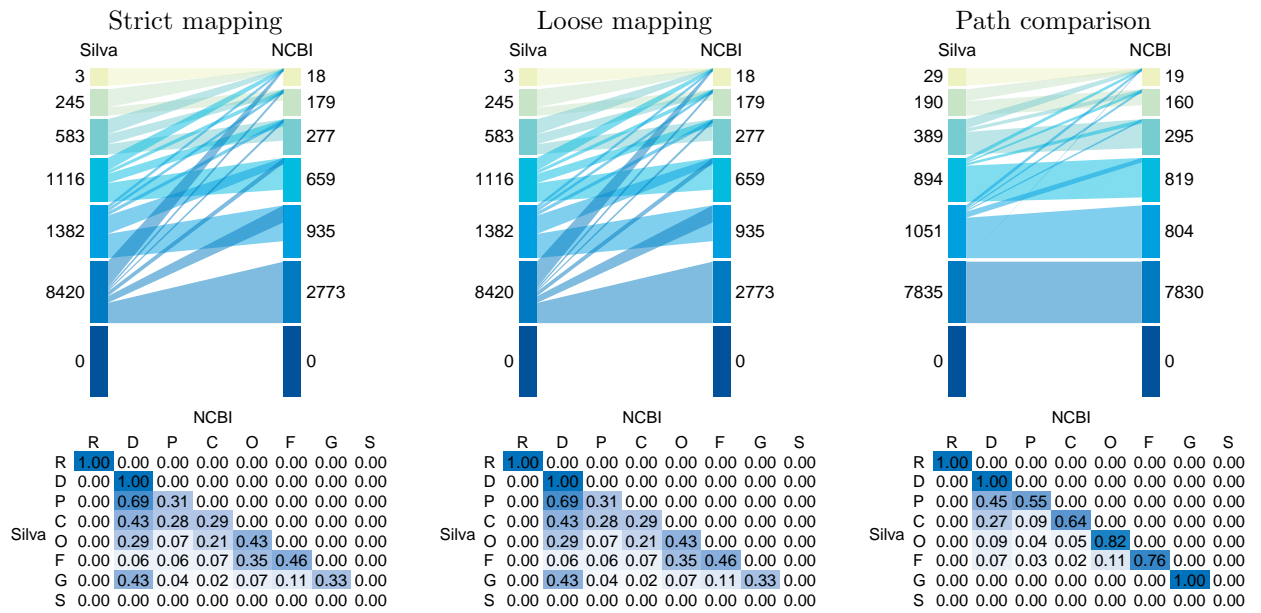 Strict mapping Loose mapping Path comparison
Silva NCBI Silva NCBI Silva NCBI
3 18 3 18 29 19
245 179 245 179 190 160
583 277 583 277 389 295
1116 659 1116 659 894 819
1382 935 1382 935 1051 804
8420 2773 8420 2773 7835 7830
0 0 0 0 0 0
NCBI NCBI NCBI
R D P C O F G S R D P C O F G S R D P C O F G S
R 1.00 0.00 0.00 0.00 0.00 0.00 0.00 0.00 R 1.00 0.00 0.00 0.00 0.00 0.00 0.00 0.00 R 1.00 0.00 0.00 0.00 0.00 0.00 0.00 0.00
D 0.00 1.00 0.00 0.00 0.00 0.00 0.00 0.00 D 0.00 1.00 0.00 0.00 0.00 0.00 0.00 0.00 D 0.00 1.00 0.00 0.00 0.00 0.00 0.00 0.00
P 0.00 0.69 0.31 0.00 0.00 0.00 0.00 0.00 P 0.00 0.69 0.31 0.00 0.00 0.00 0.00 0.00 P 0.00 0.45 0.55 0.00 0.00 0.00 0.00 0.00
C 0.00 0.43 0.28 0.29 0.00 0.00 0.00 0.00 C 0.00 0.43 0.28 0.29 0.00 0.00 0.00 0.00 C 0.00 0.27 0.09 0.64 0.00 0.00 0.00 0.00
Silva Silva Silva
O 0.00 0.29 0.07 0.21 0.43 0.00 0.00 0.00 O 0.00 0.29 0.07 0.21 0.43 0.00 0.00 0.00 O 0.00 0.09 0.04 0.05 0.82 0.00 0.00 0.00
F 0.00 0.06 0.06 0.07 0.35 0.46 0.00 0.00 F 0.00 0.06 0.06 0.07 0.35 0.46 0.00 0.00 F 0.00 0.07 0.03 0.02 0.11 0.76 0.00 0.00
G 0.00 0.43 0.04 0.02 0.07 0.11 0.33 0.00 G 0.00 0.43 0.04 0.02 0.07 0.11 0.33 0.00 G 0.00 0.00 0.00 0.00 0.00 0.00 1.00 0.00
S 0.00 0.00 0.00 0.00 0.00 0.00 0.00 0.00 S 0.00 0.00 0.00 0.00 0.00 0.00 0.00 0.00 S 0.00 0.00 0.00 0.00 0.00 0.00 0.00 0.00